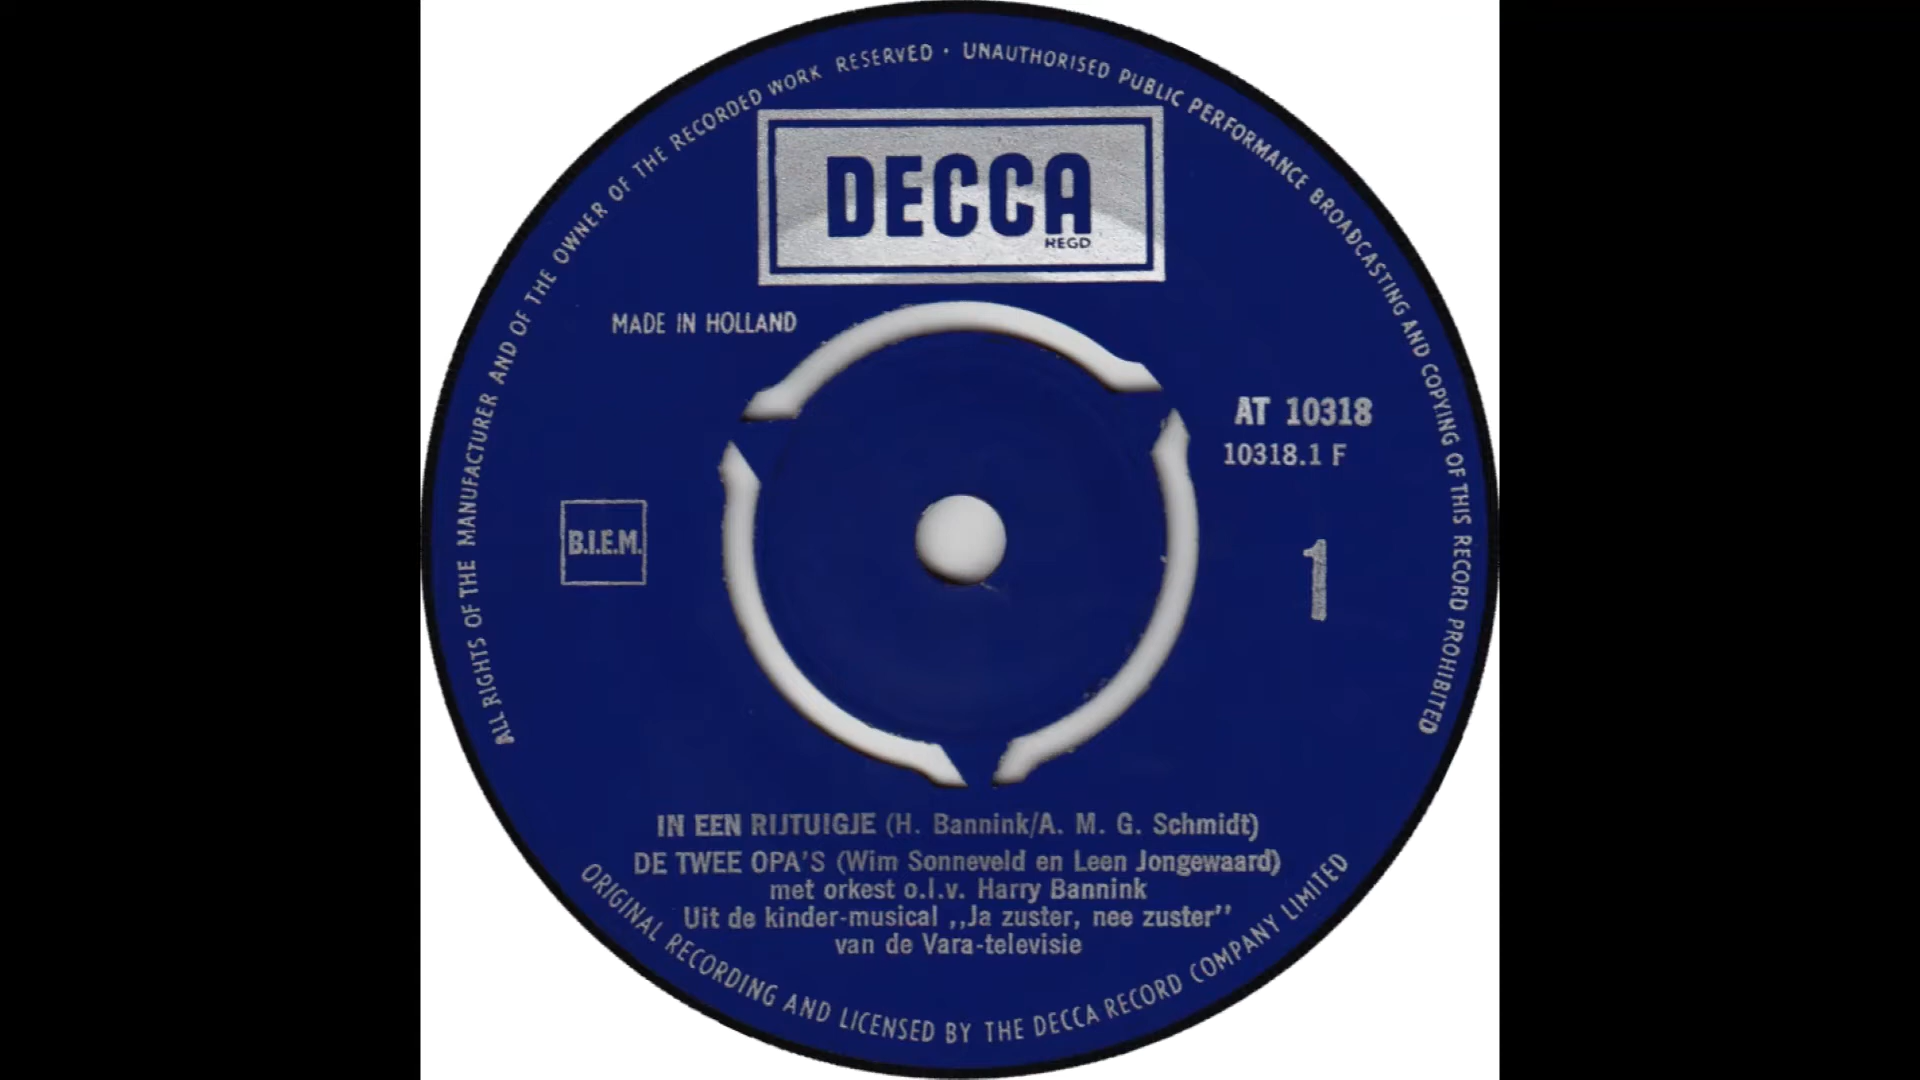 ALL RIGHTS OF THE MANUFACTURER AND OF THE OWNER OF THE RECORDED WORK RESERVED · UNAUTHORISED PUBLIC PERFORMANCE BROADCASTING AND COPYING OF THIS RECORD PROHIBITED
DECCA
REGD
MADE IN HOLLAND
AT 10318
10318.1 F
B.I.E.M.
1
IN EEN RIJTUIGJE (H. Bannink/A. M. G. Schmidt)
DE TWEE OPA'S (Wim Sonneveld en Leen Jongewaard)
met orkest o.l.v. Harry Bannink
Uit de kinder-musical ,,Ja zuster, nee zuster''
van de Vara-televisie
ORIGINAL RECORDING AND LICENSED BY THE DECCA RECORD COMPANY LIMITED